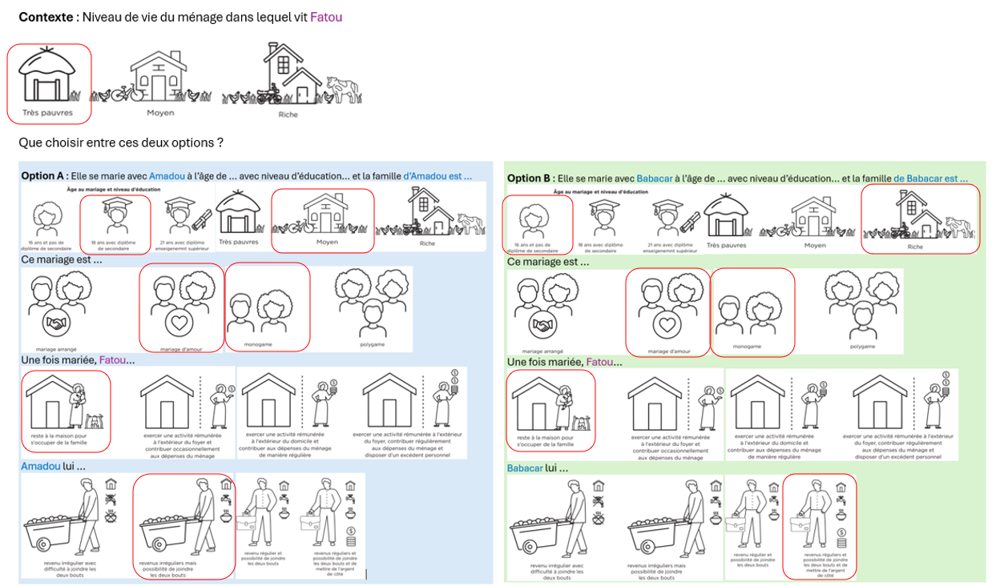 Contexte : Niveau de vie du ménage dans lequel vit Fatou
Très pauvres
Moyen
Riche
Que choisir entre ces deux options ?
Option A : Elle se marie avec Amadou à l'âge de ... avec niveau d'éducation... et la famille d'Amadou est ...
Âge au mariage et niveau d'éducation
16 ans et pas de
diplôme de secondaire
18 ans avec diplôme
de secondaire
21 ans avec diplôme
enseignemnt supérieur
Très pauvres
Moyen
Riche
Ce mariage est ...
mariage arrangé
mariage d'amour
monogame
polygame
Une fois mariée, Fatou...
reste à la maison pour
s'occuper de la famille
exercer une activité rémunérée
à l'extérieur du foyer et
contribuer occasionnellement
aux dépenses du ménage
exercer une activité rémunérée
à l'extérieur du domicile et
contribuer aux dépenses du ménage
de manière régulière
exercer une activité rémunérée à l'extérieur
du foyer, contribuer régulièrement
aux dépenses du ménage et
disposer d'un excédent personnel
Amadou lui ...
revenu irrégulier avec
difficulté à joindre les
deux bouts
revenus irréguliers mais
possibilité de joindre
les deux bouts
revenu régulier et
possibilité de joindre
les deux bouts
revenus réguliers et
possibilité de joindre
les deux bouts et de
mettre de l'argent
de côté
Option B : Elle se marie avec Babacar à l'âge de ... avec niveau d'éducation... et la famille de Babacar est ...
Âge au mariage et niveau d'éducation
16 ans et pas de
diplôme de secondaire
18 ans avec diplôme
de secondaire
21 ans avec diplôme
enseignemnt supérieur
Très pauvres
Moyen
Riche
Ce mariage est ...
mariage arrangé
mariage d'amour
monogame
polygame
Une fois mariée, Fatou...
reste à la maison pour
s'occuper de la famille
exercer une activité rémunérée
à l'extérieur du foyer et
contribuer occasionnellement
aux dépenses du ménage
exercer une activité rémunérée
à l'extérieur du domicile et
contribuer aux dépenses du ménage
de manière régulière
exercer une activité rémunérée à l'extérieur
du foyer, contribuer régulièrement
aux dépenses du ménage et
disposer d'un excédent personnel
Babacar lui ...
revenu irrégulier avec
difficulté à joindre les
deux bouts
revenus irréguliers mais
possibilité de joindre
les deux bouts
revenu régulier et
possibilité de joindre
les deux bouts
revenus réguliers et
possibilité de joindre
les deux bouts et de
mettre de l'argent
de côté